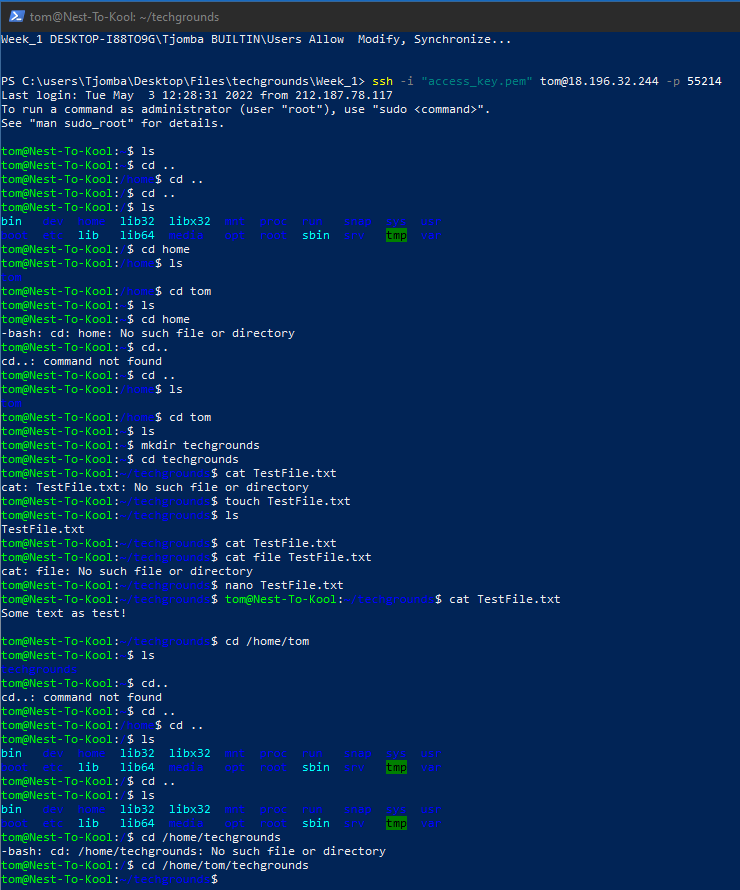 tom@Nest-To-Kool: ~/techgrounds
Week_1 DESKTOP-I88TO9G\Tjomba BUILTIN\Users Allow  Modify, Synchronize...
PS C:\users\Tjomba\Desktop\Files\techgrounds\Week_1> ssh -i "access_key.pem" tom@18.196.32.244 -p 55214
Last login: Tue May  3 12:28:31 2022 from 212.187.78.117
To run a command as administrator (user "root"), use "sudo <command>".
See "man sudo_root" for details.
tom@Nest-To-Kool:~$ ls
tom@Nest-To-Kool:~$ cd ..
tom@Nest-To-Kool:/home$ cd ..
tom@Nest-To-Kool:/$ cd ..
tom@Nest-To-Kool:/$ ls
bin   dev  home  lib32  libx32  mnt  proc  run   snap  sys  usr
boot  etc  lib   lib64  media   opt  root  sbin  srv   tmp  var
tom@Nest-To-Kool:/$ cd home
tom@Nest-To-Kool:/home$ ls
tom
tom@Nest-To-Kool:/home$ cd tom
tom@Nest-To-Kool:~$ ls
tom@Nest-To-Kool:~$ cd home
-bash: cd: home: No such file or directory
tom@Nest-To-Kool:~$ cd..
cd..: command not found
tom@Nest-To-Kool:~$ cd ..
tom@Nest-To-Kool:/home$ ls
tom
tom@Nest-To-Kool:/home$ cd tom
tom@Nest-To-Kool:~$ ls
tom@Nest-To-Kool:~$ mkdir techgrounds
tom@Nest-To-Kool:~$ cd techgrounds
tom@Nest-To-Kool:~/techgrounds$ cat TestFile.txt
cat: TestFile.txt: No such file or directory
tom@Nest-To-Kool:~/techgrounds$ touch TestFile.txt
tom@Nest-To-Kool:~/techgrounds$ ls
TestFile.txt
tom@Nest-To-Kool:~/techgrounds$ cat TestFile.txt
tom@Nest-To-Kool:~/techgrounds$ cat file TestFile.txt
cat: file: No such file or directory
tom@Nest-To-Kool:~/techgrounds$ nano TestFile.txt
tom@Nest-To-Kool:~/techgrounds$ tom@Nest-To-Kool:~/techgrounds$ cat TestFile.txt
Some text as test!
tom@Nest-To-Kool:~/techgrounds$ cd /home/tom
tom@Nest-To-Kool:~$ ls
techgrounds
tom@Nest-To-Kool:~$ cd..
cd..: command not found
tom@Nest-To-Kool:~$ cd ..
tom@Nest-To-Kool:/home$ cd ..
tom@Nest-To-Kool:/$ ls
bin   dev  home  lib32  libx32  mnt  proc  run   snap  sys  usr
boot  etc  lib   lib64  media   opt  root  sbin  srv   tmp  var
tom@Nest-To-Kool:/$ cd ..
tom@Nest-To-Kool:/$ ls
bin   dev  home  lib32  libx32  mnt  proc  run   snap  sys  usr
boot  etc  lib   lib64  media   opt  root  sbin  srv   tmp  var
tom@Nest-To-Kool:/$ cd /home/techgrounds
-bash: cd: /home/techgrounds: No such file or directory
tom@Nest-To-Kool:/$ cd /home/tom/techgrounds
tom@Nest-To-Kool:~/techgrounds$